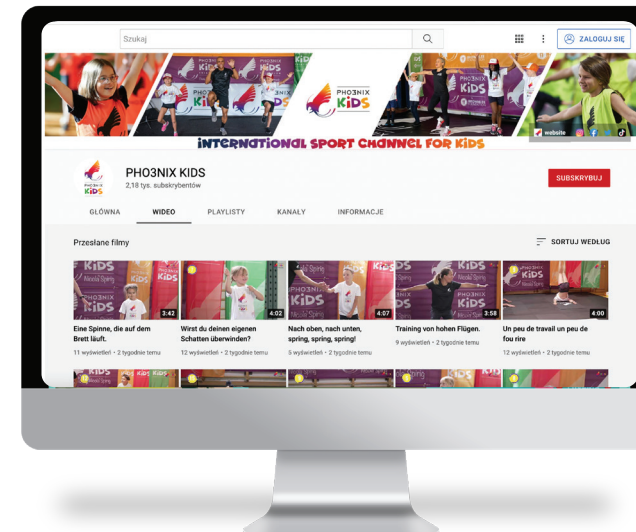 Szukaj
ZALOGUJ SIĘ
PHO3NIX
KiDS
website
iNTERNATiONAL SPORT CHANNEL FOR KiDS
PHO3NIX
KiDS
PHO3NIX KIDS
2,18 tys. subskrybentów
SUBSKRYBUJ
GŁÓWNA WIDEO PLAYLISTY KANAŁY INFORMACJE
Przesłane filmy
SORTUJ WEDŁUG
3:42 4:02 4:07 3:58 4:00
Eine Spinne, die auf dem
Brett läuft.
11 wyświetleń • 2 tygodnie temu
Wirst du deinen eigenen
Schatten überwinden?
12 wyświetleń • 2 tygodnie temu
Nach oben, nach unten,
spring, spring, spring!
5 wyświetleń • 2 tygodnie temu
Training von hohen Flügen.
9 wyświetleń • 2 tygodnie temu
Un peu de travail un peu de
fou rire
12 wyświetleń • 2 tygodnie temu